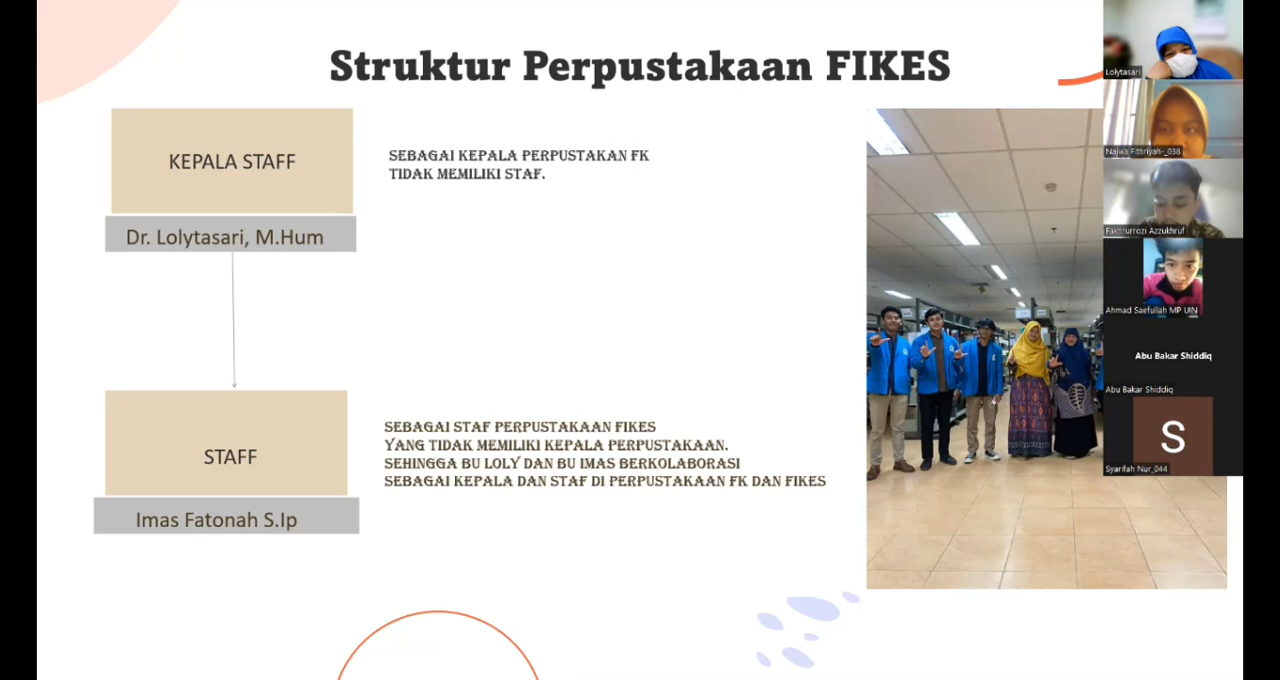 Struktur Perpustakaan FIKES
KEPALA STAFF
Dr. Lolytasari, M.Hum
SEBAGAI KEPALA PERPUSTAKAN FK
TIDAK MEMILIKI STAF.
STAFF
Imas Fatonah S.Ip
SEBAGAI STAF PERPUSTAKAAN FIKES
YANG TIDAK MEMILIKI KEPALA PERPUSTAKAAN.
SEHINGGA BU LOLY DAN BU IMAS BERKOLABORASI
SEBAGAI KEPALA DAN STAF DI PERPUSTAKAAN FK DAN FIKES
Lolytasari
Najwa Fithriyah-_038
Fakhrurrozi Azzukhruf
Ahmad Saefullah MP UIN
Abu Bakar Shiddiq
Abu Bakar Shiddiq
S
Syarifah Nur_044